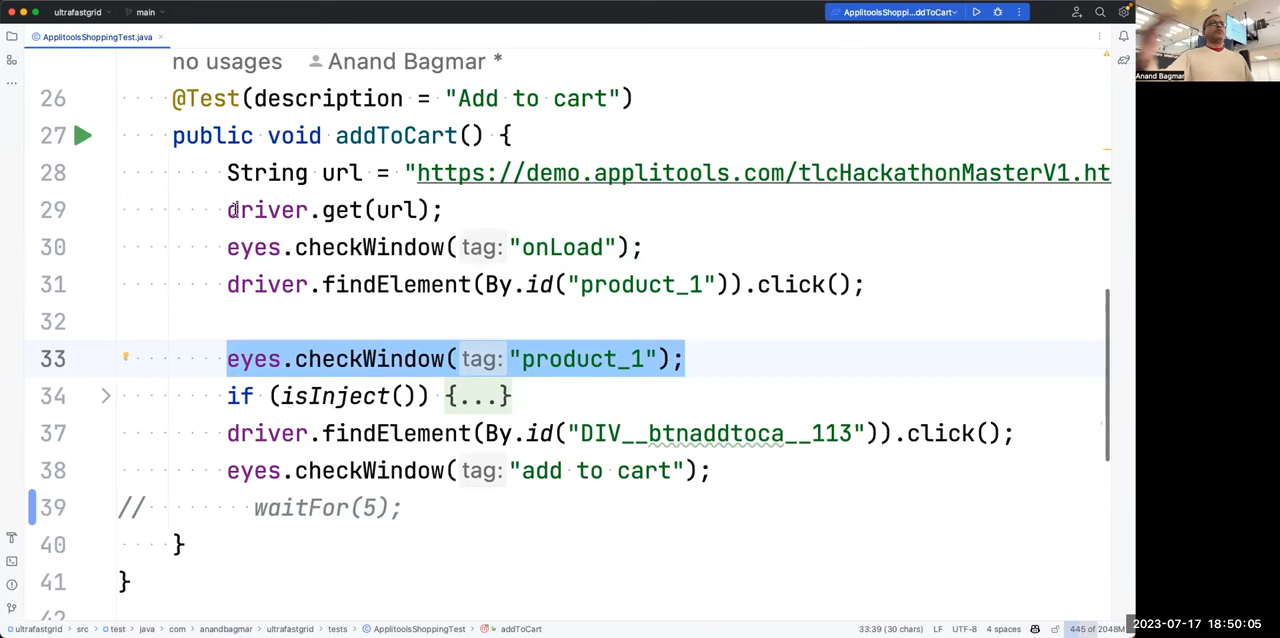 ultrafastgrid main ApplitoolsShoppi...ddToCart
ApplitoolsShoppingTest.java
Anand Bagmar
no usages Anand Bagmar *
26 @Test(description = "Add to cart")
27 public void addToCart() {
28 String url = "https://demo.applitools.com/tlcHackathonMasterV1.ht
29 driver.get(url);
30 eyes.checkWindow(tag: "onLoad");
31 driver.findElement(By.id("product_1")).click();
32
33 eyes.checkWindow(tag: "product_1");
34 if (isInject()) {...}
37 driver.findElement(By.id("DIV__btnaddtoca__113")).click();
38 eyes.checkWindow(tag: "add to cart");
39 // waitFor(5);
40 }
41 }
42
ultrafastgrid > src > test > java > com > anandbagmar > ultrafastgrid > tests > ApplitoolsShoppingTest > addToCart 33:39 (30 chars) LF UTF-8 4 spaces 445 of 2048M
2023-07-17 18:50:05